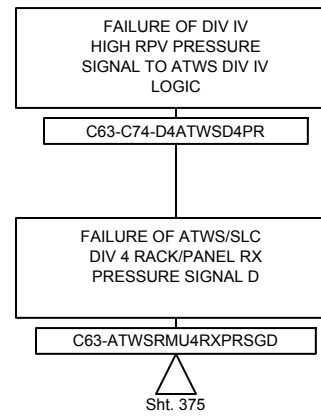 FAILURE OF DIV IV
HIGH RPV PRESSURE
SIGNAL TO ATWS DIV IV
LOGIC
C63-C74-D4ATWSD4PR
FAILURE OF ATWS/SLC
DIV 4 RACK/PANEL RX
PRESSURE SIGNAL D
C63-ATWSRMU4RXPRSGD
Sht. 375